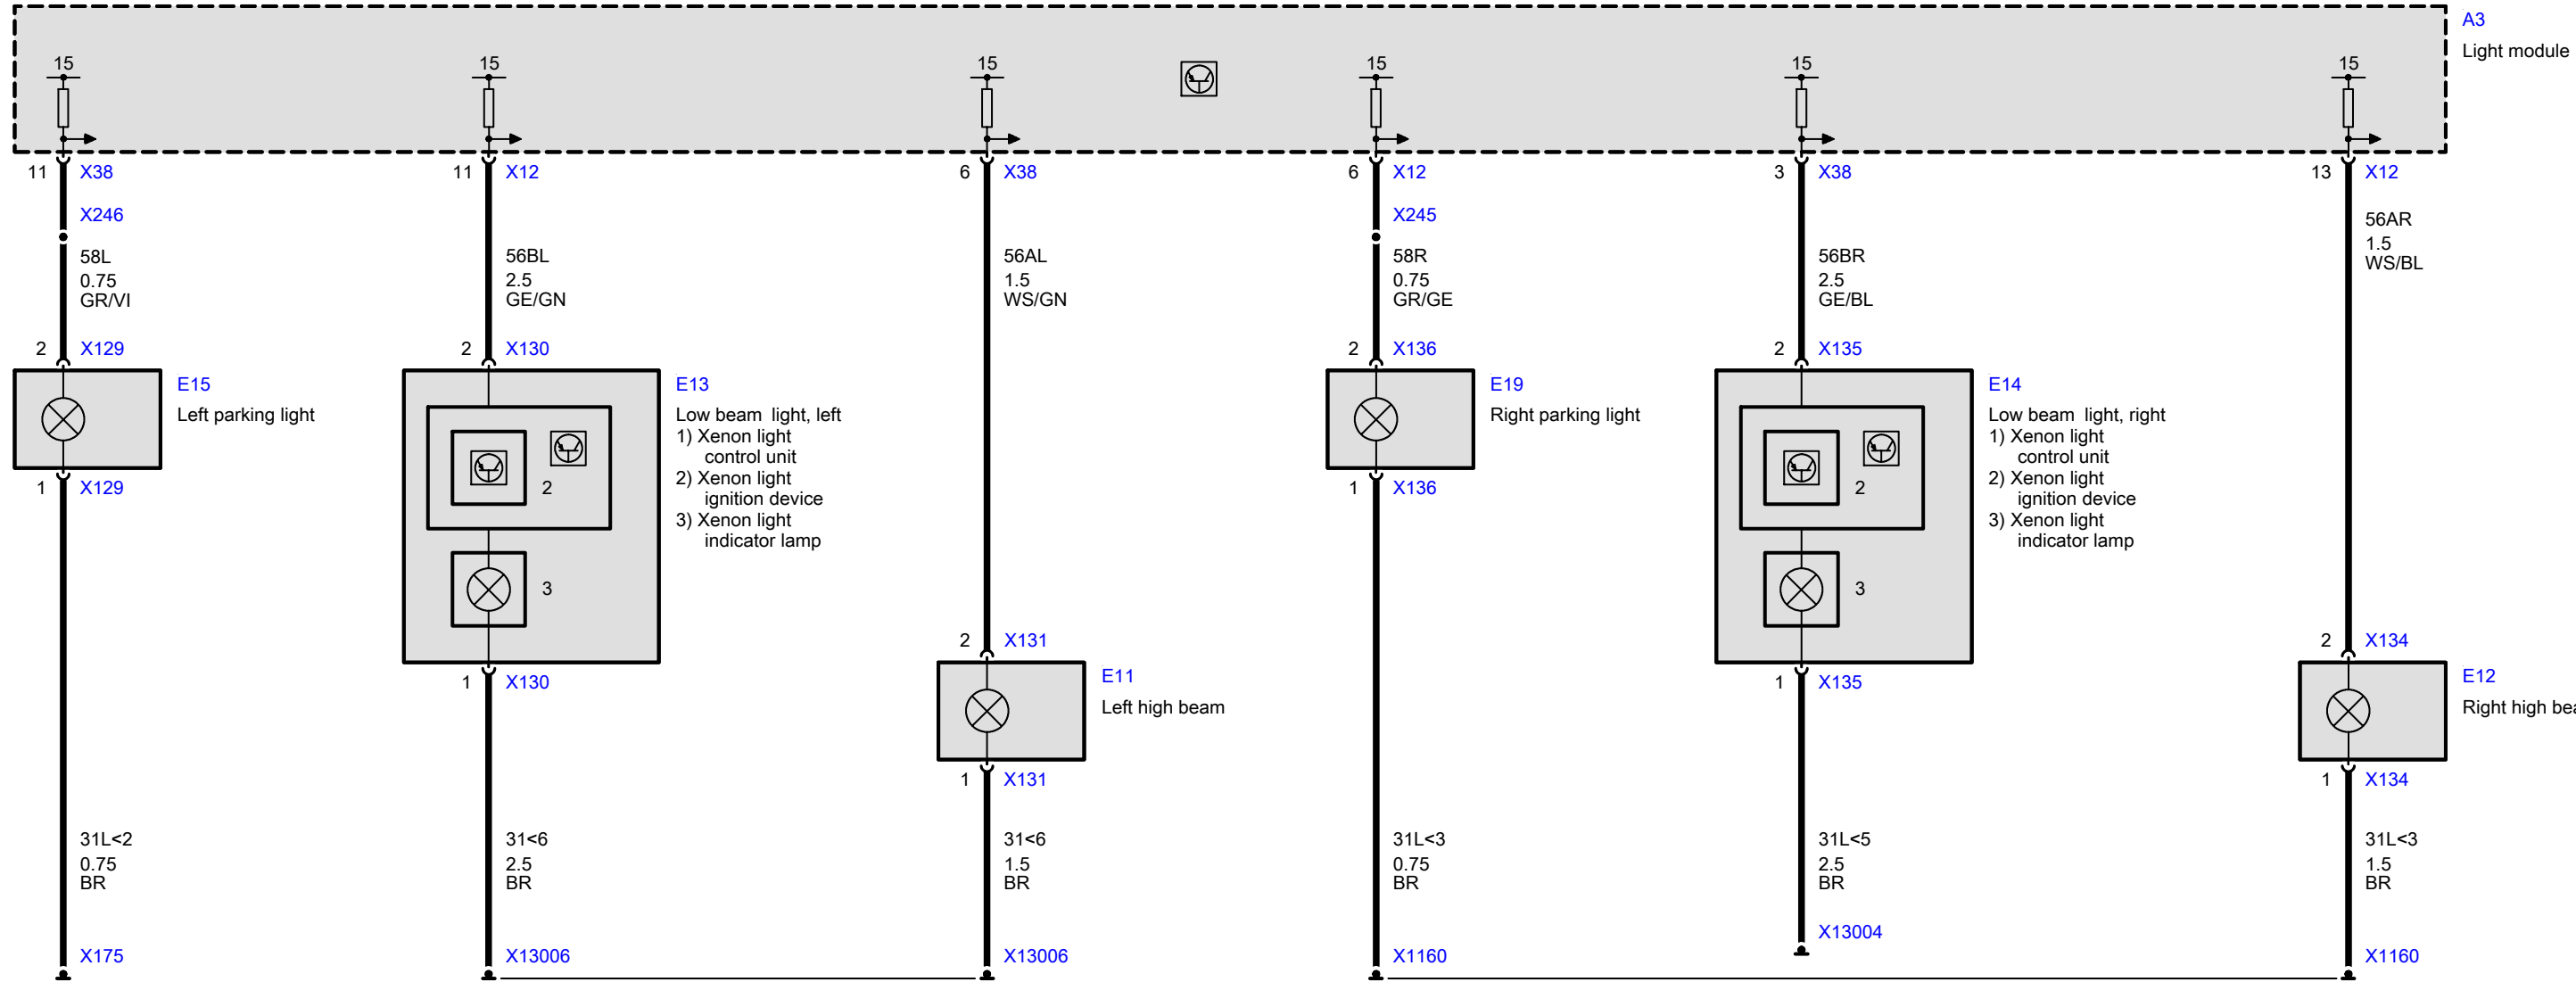 A3
Light module
15 15 15 15 15 15
11 X38 11 X12 6 X38 6 X12 3 X38 13 X12
X246 X245
56AR
1.5
WS/BL
58L 56BL 56AL 58R 56BR
0.75 2.5 1.5 0.75 2.5
GR/VI GE/GN WS/GN GR/GE GE/BL
2 X129 2 X130 2 X136 2 X135
E15
Left parking light
E13
Low beam light, left
1) Xenon light
control unit
2) Xenon light
ignition device
3) Xenon light
indicator lamp
2
3
E19
Right parking light
E14
Low beam light, right
1) Xenon light
control unit
2) Xenon light
ignition device
3) Xenon light
indicator lamp
2
3
1 X129 1 X136
2 X131 2 X134
1 X130 1 X135
E11
Left high beam
E12
Right high bea
1 X131 1 X134
31L<2 31<6 31<6 31L<3 31L<5 31L<3
0.75 2.5 1.5 0.75 2.5 1.5
BR BR BR BR BR BR
X13004
X175 X13006 X13006 X1160 X1160